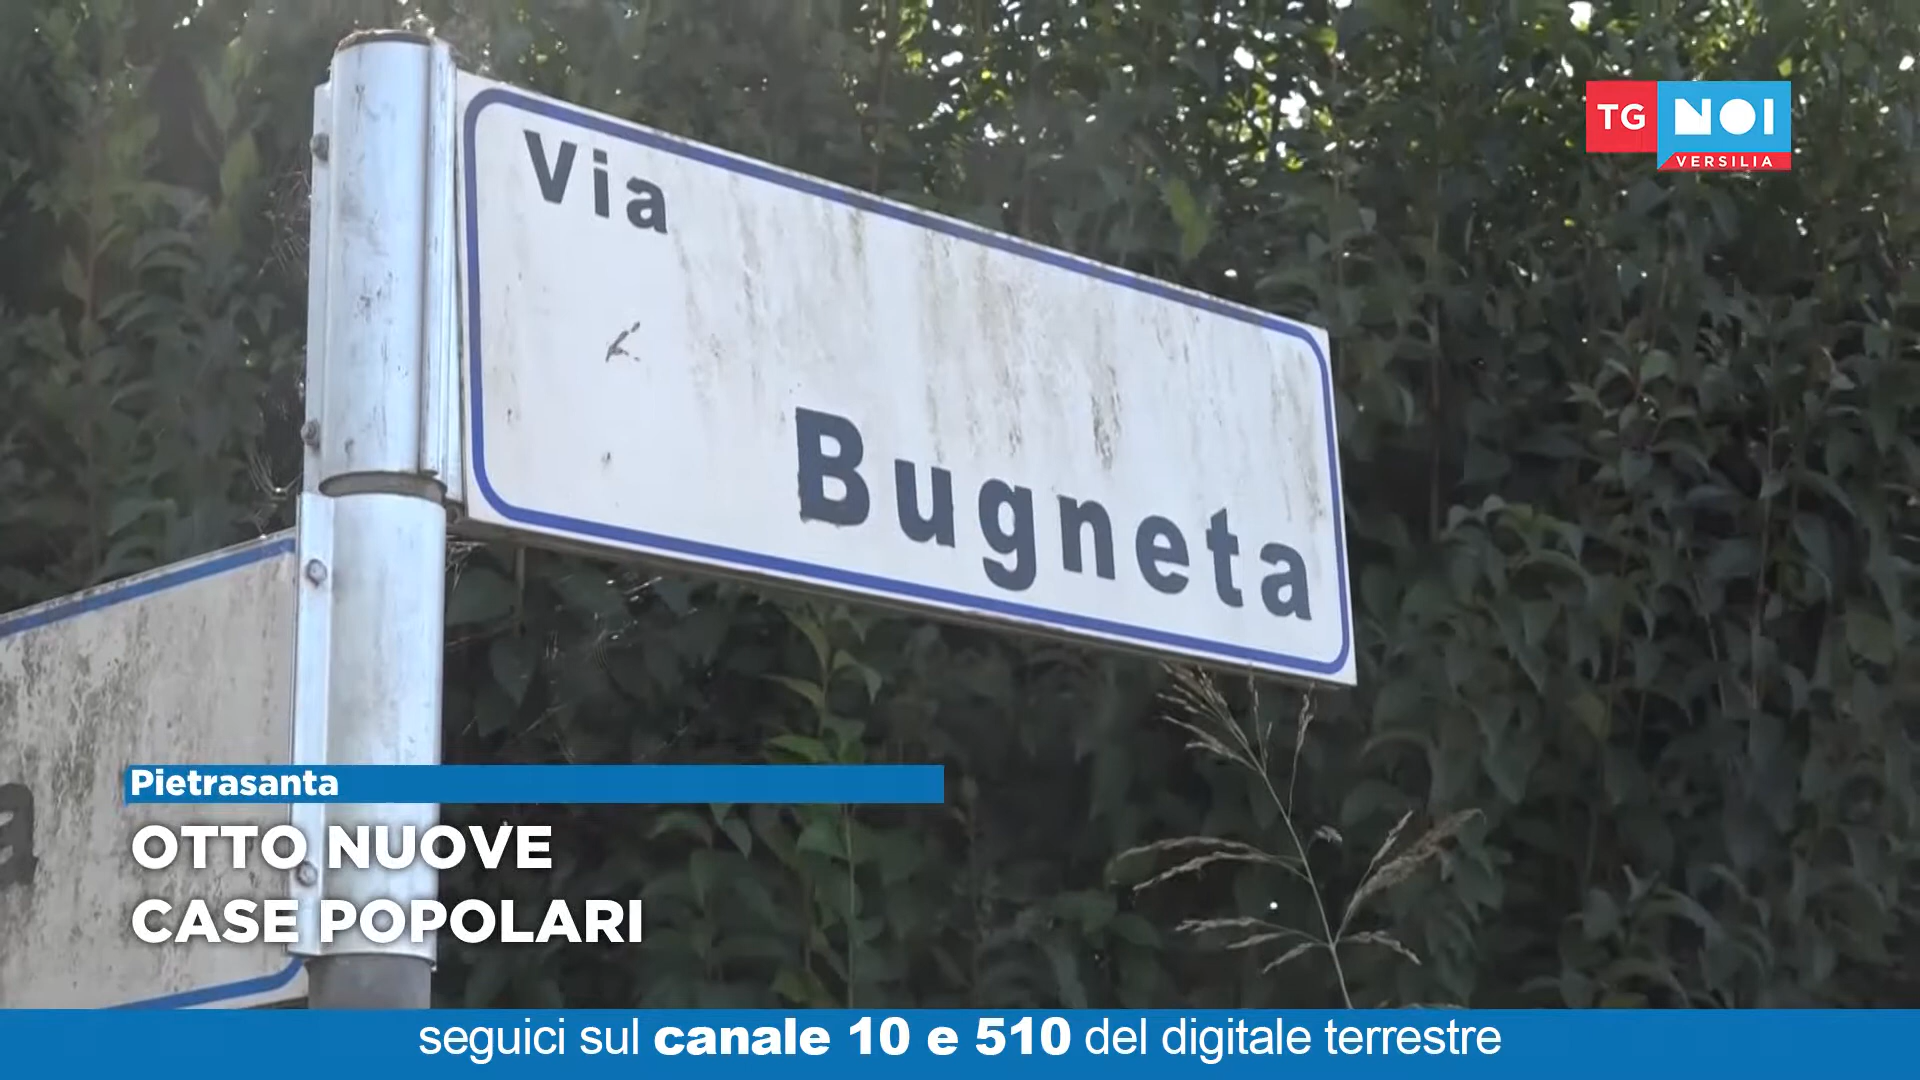 TG NOI
VERSILIA
Via
Bugneta
Pietrasanta
OTTO NUOVE
CASE POPOLARI
seguici sul canale 10 e 510 del digitale terrestre